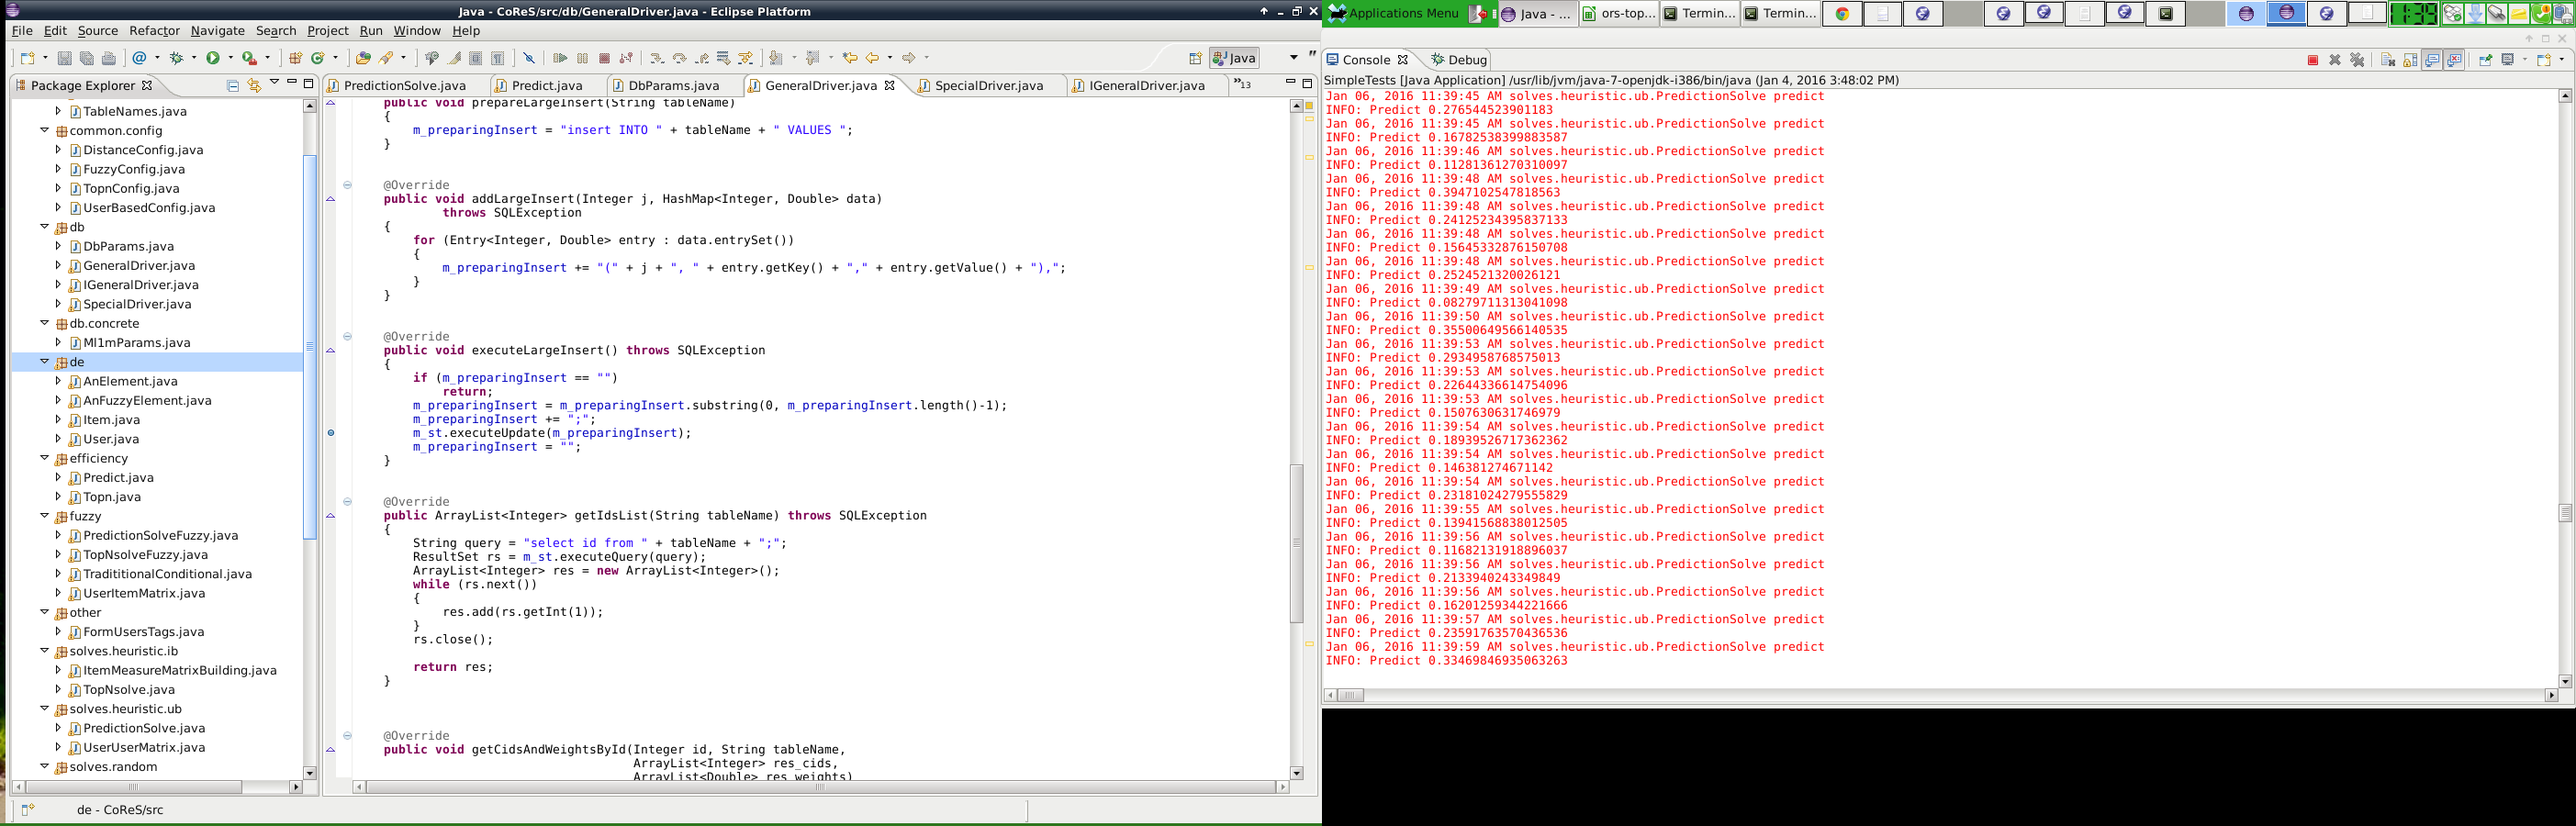 Java - CoReS/src/db/GeneralDriver.java - Eclipse Platform
File Edit Source Refactor Navigate Search Project Run Window Help
Java
Package Explorer
TableNames.java
common.config
DistanceConfig.java
FuzzyConfig.java
TopnConfig.java
UserBasedConfig.java
db
DbParams.java
GeneralDriver.java
IGeneralDriver.java
SpecialDriver.java
db.concrete
Ml1mParams.java
de
AnElement.java
AnFuzzyElement.java
Item.java
User.java
efficiency
Predict.java
Topn.java
fuzzy
PredictionSolveFuzzy.java
TopNsolveFuzzy.java
TradititionalConditional.java
UserItemMatrix.java
other
FormUsersTags.java
solves.heuristic.ib
ItemMeasureMatrixBuilding.java
TopNsolve.java
solves.heuristic.ub
PredictionSolve.java
UserUserMatrix.java
solves.random
de - CoReS/src
PredictionSolve.java Predict.java DbParams.java GeneralDriver.java SpecialDriver.java IGeneralDriver.java »13
public void prepareLargeInsert(String tableName)
{
m_preparingInsert = "insert INTO " + tableName + " VALUES ";
}
@Override
public void addLargeInsert(Integer j, HashMap<Integer, Double> data)
throws SQLException
{
for (Entry<Integer, Double> entry : data.entrySet())
{
m_preparingInsert += "(" + j + ", " + entry.getKey() + "," + entry.getValue() + "),";
}
}
@Override
public void executeLargeInsert() throws SQLException
{
if (m_preparingInsert == "")
return;
m_preparingInsert = m_preparingInsert.substring(0, m_preparingInsert.length()-1);
m_preparingInsert += ";";
m_st.executeUpdate(m_preparingInsert);
m_preparingInsert = "";
}
@Override
public ArrayList<Integer> getIdsList(String tableName) throws SQLException
{
String query = "select id from " + tableName + ";";
ResultSet rs = m_st.executeQuery(query);
ArrayList<Integer> res = new ArrayList<Integer>();
while (rs.next())
{
res.add(rs.getInt(1));
}
rs.close();
return res;
}
@Override
public void getCidsAndWeightsById(Integer id, String tableName,
ArrayList<Integer> res_cids,
ArrayList<Double> res_weights)
Applications Menu Java - ... ors-top... Termin... Termin... 11:39
Console Debug
SimpleTests [Java Application] /usr/lib/jvm/java-7-openjdk-i386/bin/java (Jan 4, 2016 3:48:02 PM)
Jan 06, 2016 11:39:45 AM solves.heuristic.ub.PredictionSolve predict
INFO: Predict 0.276544523901183
Jan 06, 2016 11:39:45 AM solves.heuristic.ub.PredictionSolve predict
INFO: Predict 0.16782538399883587
Jan 06, 2016 11:39:46 AM solves.heuristic.ub.PredictionSolve predict
INFO: Predict 0.11281361270310097
Jan 06, 2016 11:39:48 AM solves.heuristic.ub.PredictionSolve predict
INFO: Predict 0.3947102547818563
Jan 06, 2016 11:39:48 AM solves.heuristic.ub.PredictionSolve predict
INFO: Predict 0.24125234395837133
Jan 06, 2016 11:39:48 AM solves.heuristic.ub.PredictionSolve predict
INFO: Predict 0.15645332876150708
Jan 06, 2016 11:39:48 AM solves.heuristic.ub.PredictionSolve predict
INFO: Predict 0.2524521320026121
Jan 06, 2016 11:39:49 AM solves.heuristic.ub.PredictionSolve predict
INFO: Predict 0.08279711313041098
Jan 06, 2016 11:39:50 AM solves.heuristic.ub.PredictionSolve predict
INFO: Predict 0.35500649566140535
Jan 06, 2016 11:39:53 AM solves.heuristic.ub.PredictionSolve predict
INFO: Predict 0.2934958768575013
Jan 06, 2016 11:39:53 AM solves.heuristic.ub.PredictionSolve predict
INFO: Predict 0.22644336614754096
Jan 06, 2016 11:39:53 AM solves.heuristic.ub.PredictionSolve predict
INFO: Predict 0.1507630631746979
Jan 06, 2016 11:39:54 AM solves.heuristic.ub.PredictionSolve predict
INFO: Predict 0.18939526717362362
Jan 06, 2016 11:39:54 AM solves.heuristic.ub.PredictionSolve predict
INFO: Predict 0.146381274671142
Jan 06, 2016 11:39:54 AM solves.heuristic.ub.PredictionSolve predict
INFO: Predict 0.23181024279555829
Jan 06, 2016 11:39:55 AM solves.heuristic.ub.PredictionSolve predict
INFO: Predict 0.13941568838012505
Jan 06, 2016 11:39:56 AM solves.heuristic.ub.PredictionSolve predict
INFO: Predict 0.11682131918896037
Jan 06, 2016 11:39:56 AM solves.heuristic.ub.PredictionSolve predict
INFO: Predict 0.2133940243349849
Jan 06, 2016 11:39:56 AM solves.heuristic.ub.PredictionSolve predict
INFO: Predict 0.16201259344221666
Jan 06, 2016 11:39:57 AM solves.heuristic.ub.PredictionSolve predict
INFO: Predict 0.23591763570436536
Jan 06, 2016 11:39:59 AM solves.heuristic.ub.PredictionSolve predict
INFO: Predict 0.33469846935063263